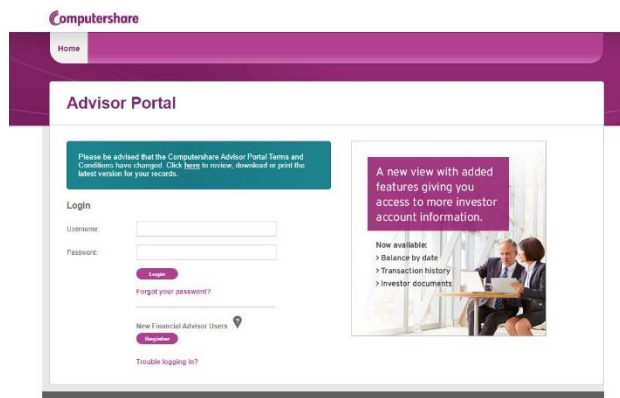 Computershare
Home
Advisor Portal
Please be advised that the Computershare Advisor Portal Terms and
Conditions have changed. Click here to review, download or print the
latest version for your records.
Login
Username:
Password:
Login
Forgot your password?
New Financial Advisor Users ?
Register
Trouble logging in?
A new view with added
features giving you
access to more investor
account information.
Now available:
> Balance by date
> Transaction history
> Investor documents